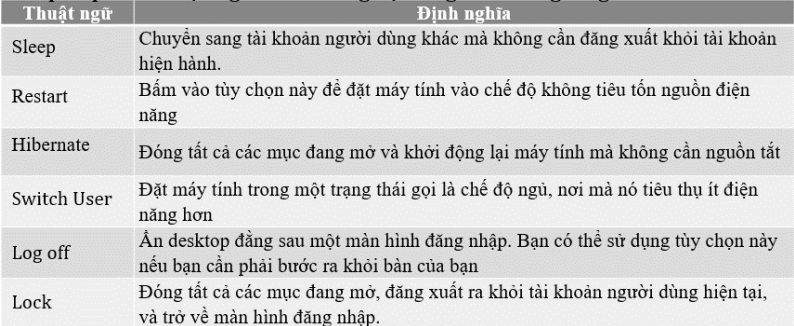 Thuật ngữ
Định nghĩa
Sleep
Chuyển sang tài khoản người dùng khác mà không cần đăng xuất khỏi tài khoản
hiện hành.
Restart
Bấm vào tùy chọn này để đặt máy tính vào chế độ không tiêu tốn nguồn điện
năng
Hibernate
Đóng tất cả các mục đang mở và khởi động lại máy tính mà không cần nguồn tắt
Switch User
Đặt máy tính trong một trạng thái gọi là chế độ ngủ, nơi mà nó tiêu thụ ít điện
năng hơn
Log off
Ẩn desktop đằng sau một màn hình đăng nhập. Bạn có thể sử dụng tùy chọn này
nếu bạn cần phải bước ra khỏi bàn của bạn
Lock
Đóng tất cả các mục đang mở, đăng xuất ra khỏi tài khoản người dùng hiện tại,
và trở về màn hình đăng nhập.